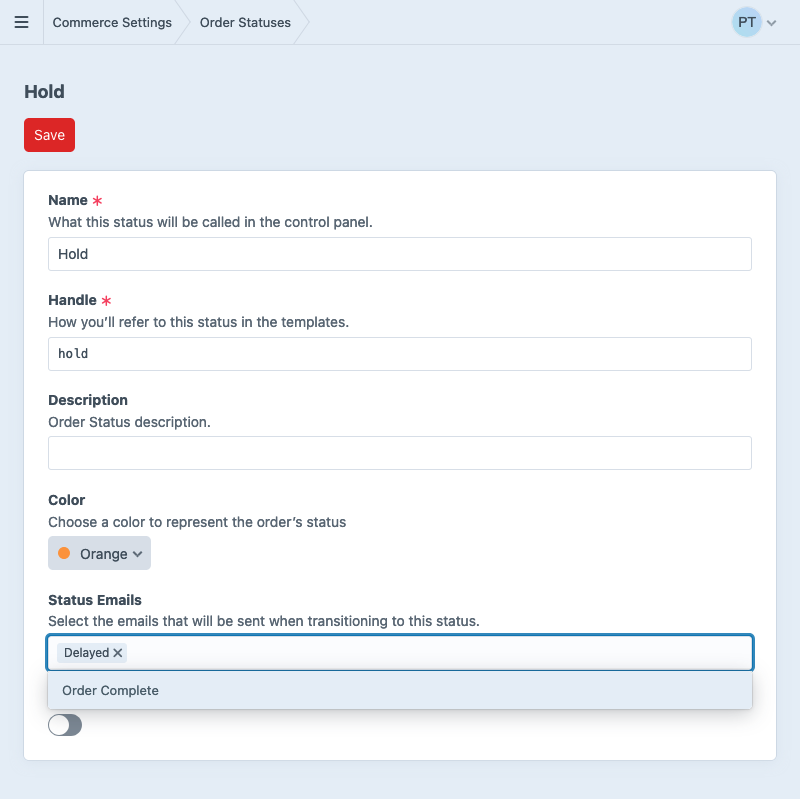 Commerce Settings
Order Statuses
PT
Hold
Save
Name *
What this status will be called in the control panel.
Hold
Handle *
How you’ll refer to this status in the templates.
hold
Description
Order Status description.
Color
Choose a color to represent the order’s status
Orange
Status Emails
Select the emails that will be sent when transitioning to this status.
Delayed
Order Complete